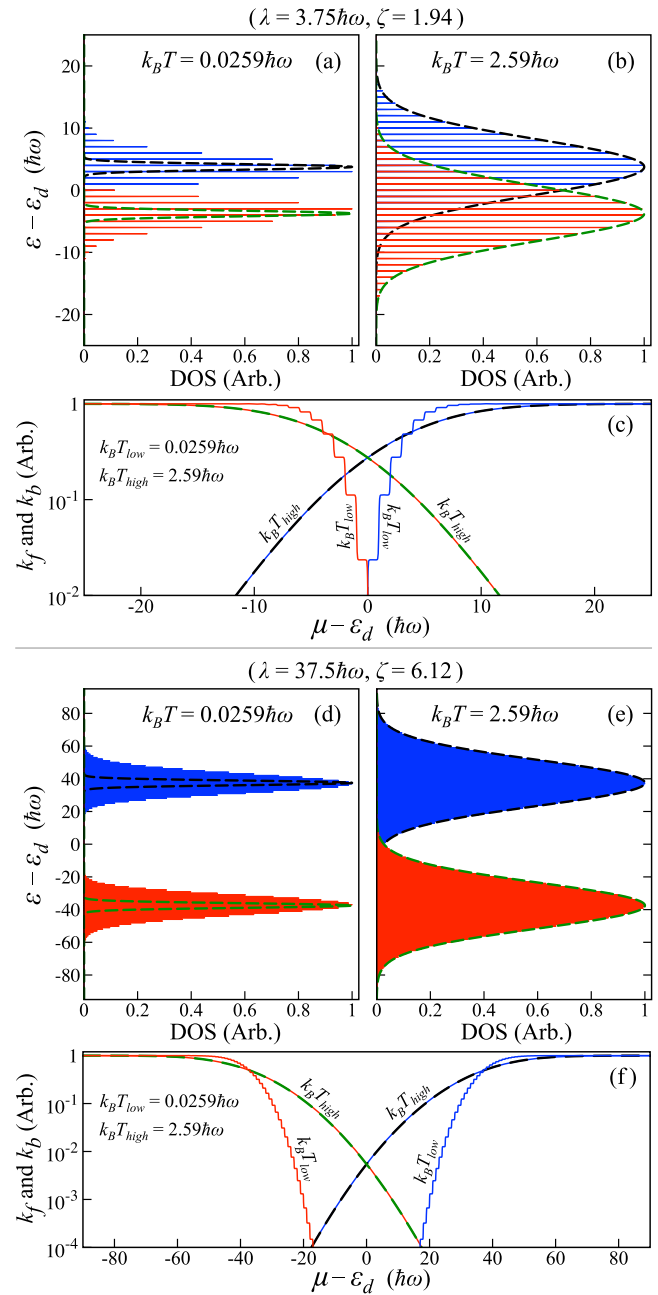 ( λ = 3.75ħω, ζ = 1.94)
k_BT = 0.0259ħω (a)
k_BT = 2.59ħω (b)
20
10
0
-10
-20
ε − ε_d (ħω)
0 0.2 0.4 0.6 0.8 1
0 0.2 0.4 0.6 0.8 1
DOS (Arb.) DOS (Arb.)
10^0
10^-1
10^-2
k_f and k_b (Arb.)
(c)
k_BT_low = 0.0259ħω
k_BT_high = 2.59ħω
k_BT_high
k_BT_low
k_BT_low
k_BT_high
-20 -10 0 10 20
μ − ε_d (ħω)
( λ = 37.5ħω, ζ = 6.12)
k_BT = 0.0259ħω (d)
k_BT = 2.59ħω (e)
80
60
40
20
0
-20
-40
-60
-80
ε − ε_d (ħω)
0 0.2 0.4 0.6 0.8 1
0 0.2 0.4 0.6 0.8 1
DOS (Arb.) DOS (Arb.)
10^0
10^-1
10^-2
10^-3
10^-4
k_f and k_b (Arb.)
(f)
k_BT_low = 0.0259ħω
k_BT_high = 2.59ħω
k_BT_high
k_BT_high
k_BT_low
k_BT_low
-80 -60 -40 -20 0 20 40 60 80
μ − ε_d (ħω)